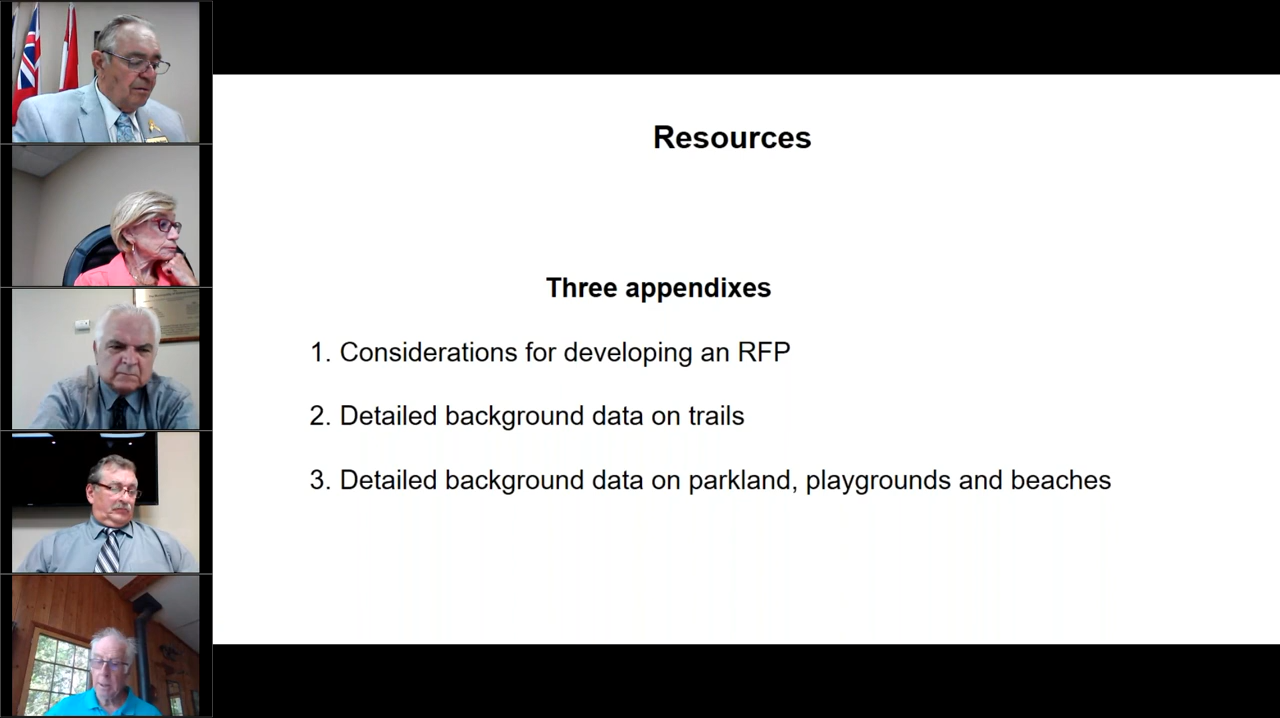 Resources
Three appendixes
1. Considerations for developing an RFP
2. Detailed background data on trails
3. Detailed background data on parkland, playgrounds and beaches